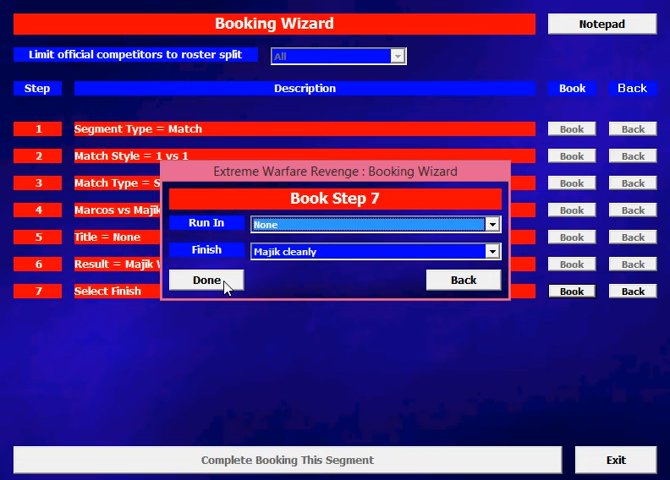 Booking Wizard
Notepad
Limit official competitors to roster split
All
Step Description Book Back
1 Segment Type = Match Book Back
2 Match Style = 1 vs 1 Book Back
Extreme Warfare Revenge : Booking Wizard
3 Match Type = S Book Back
Book Step 7
4 Marcos vs Majik Book Back
Run In None
5 Title = None Book Back
Finish Majik cleanly
6 Result = Majik Book Back
Done Back
7 Select Finish Book Back
Complete Booking This Segment
Exit